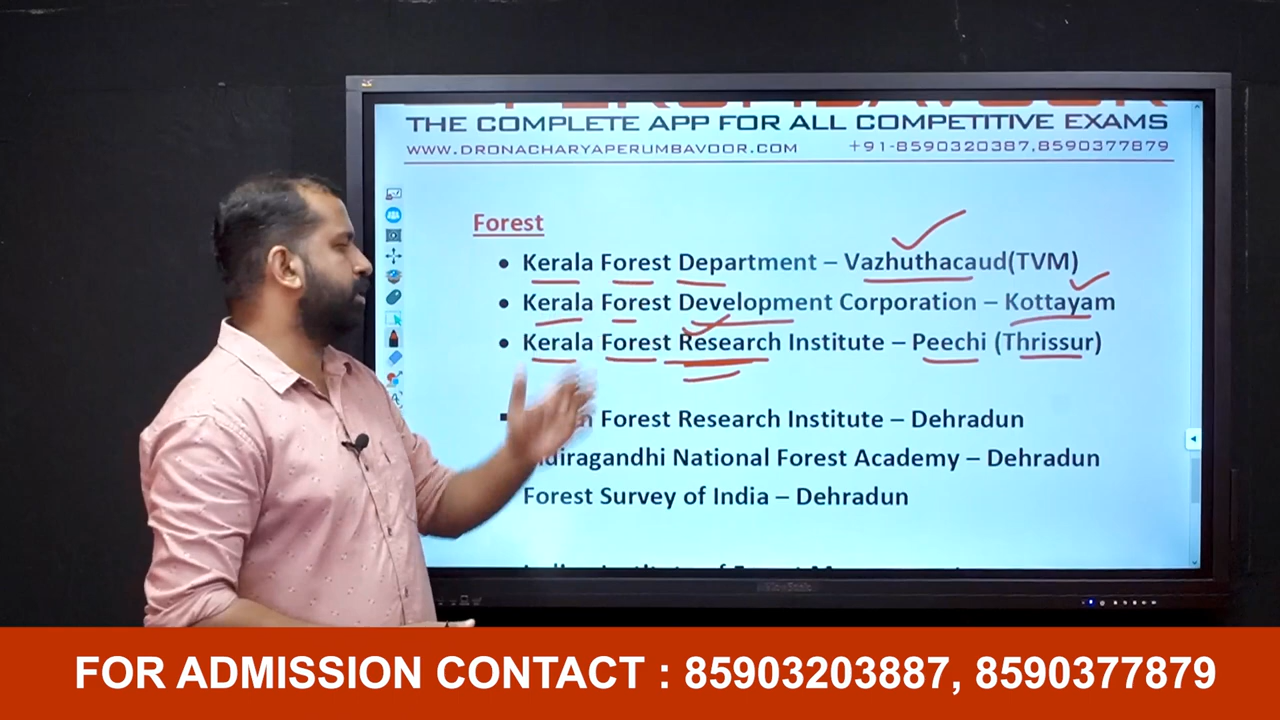 THE COMPLETE APP FOR ALL COMPETITIVE EXAMS
WWW.DRONACHARYAPERUMBAVOOR.COM +91-8590320387,8590377879
Forest
• Kerala Forest Department – Vazhuthacaud(TVM)
• Kerala Forest Development Corporation – Kottayam
• Kerala Forest Research Institute – Peechi (Thrissur)
Forest Research Institute – Dehradun
National Forest Academy – Dehradun
Forest Survey of India – Dehradun
FOR ADMISSION CONTACT : 85903203887, 8590377879